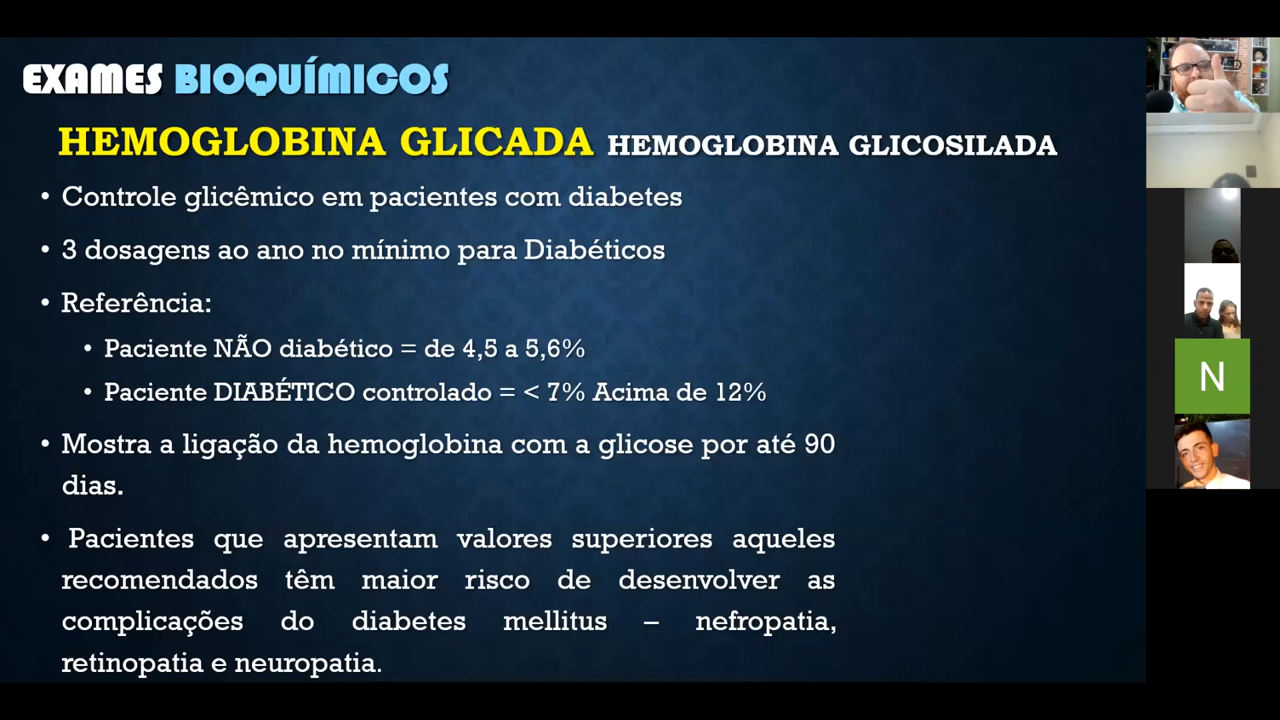 EXAMES BIOQUÍMICOS
HEMOGLOBINA GLICADA HEMOGLOBINA GLICOSILADA
• Controle glicêmico em pacientes com diabetes
• 3 dosagens ao ano no mínimo para Diabéticos
• Referência:
• Paciente NÃO diabético = de 4,5 a 5,6%
• Paciente DIABÉTICO controlado = < 7% Acima de 12%
• Mostra a ligação da hemoglobina com a glicose por até 90
dias.
• Pacientes que apresentam valores superiores aqueles
recomendados têm maior risco de desenvolver as
complicações do diabetes mellitus – nefropatia,
retinopatia e neuropatia.
N